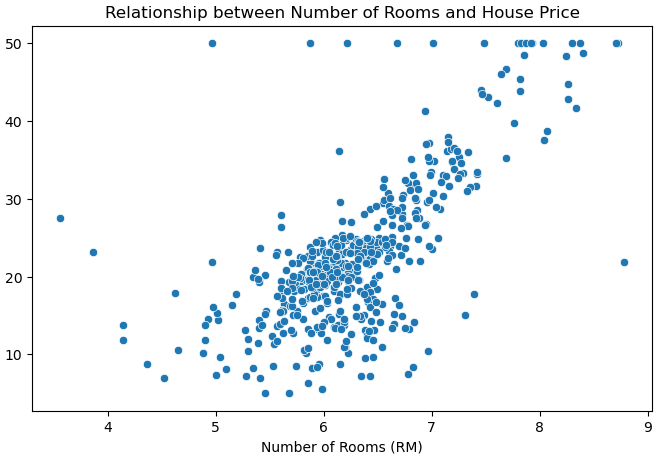 Relationship between Number of Rooms and House Price
50
40
30
20
10
4 5 6 7 8 9
Number of Rooms (RM)